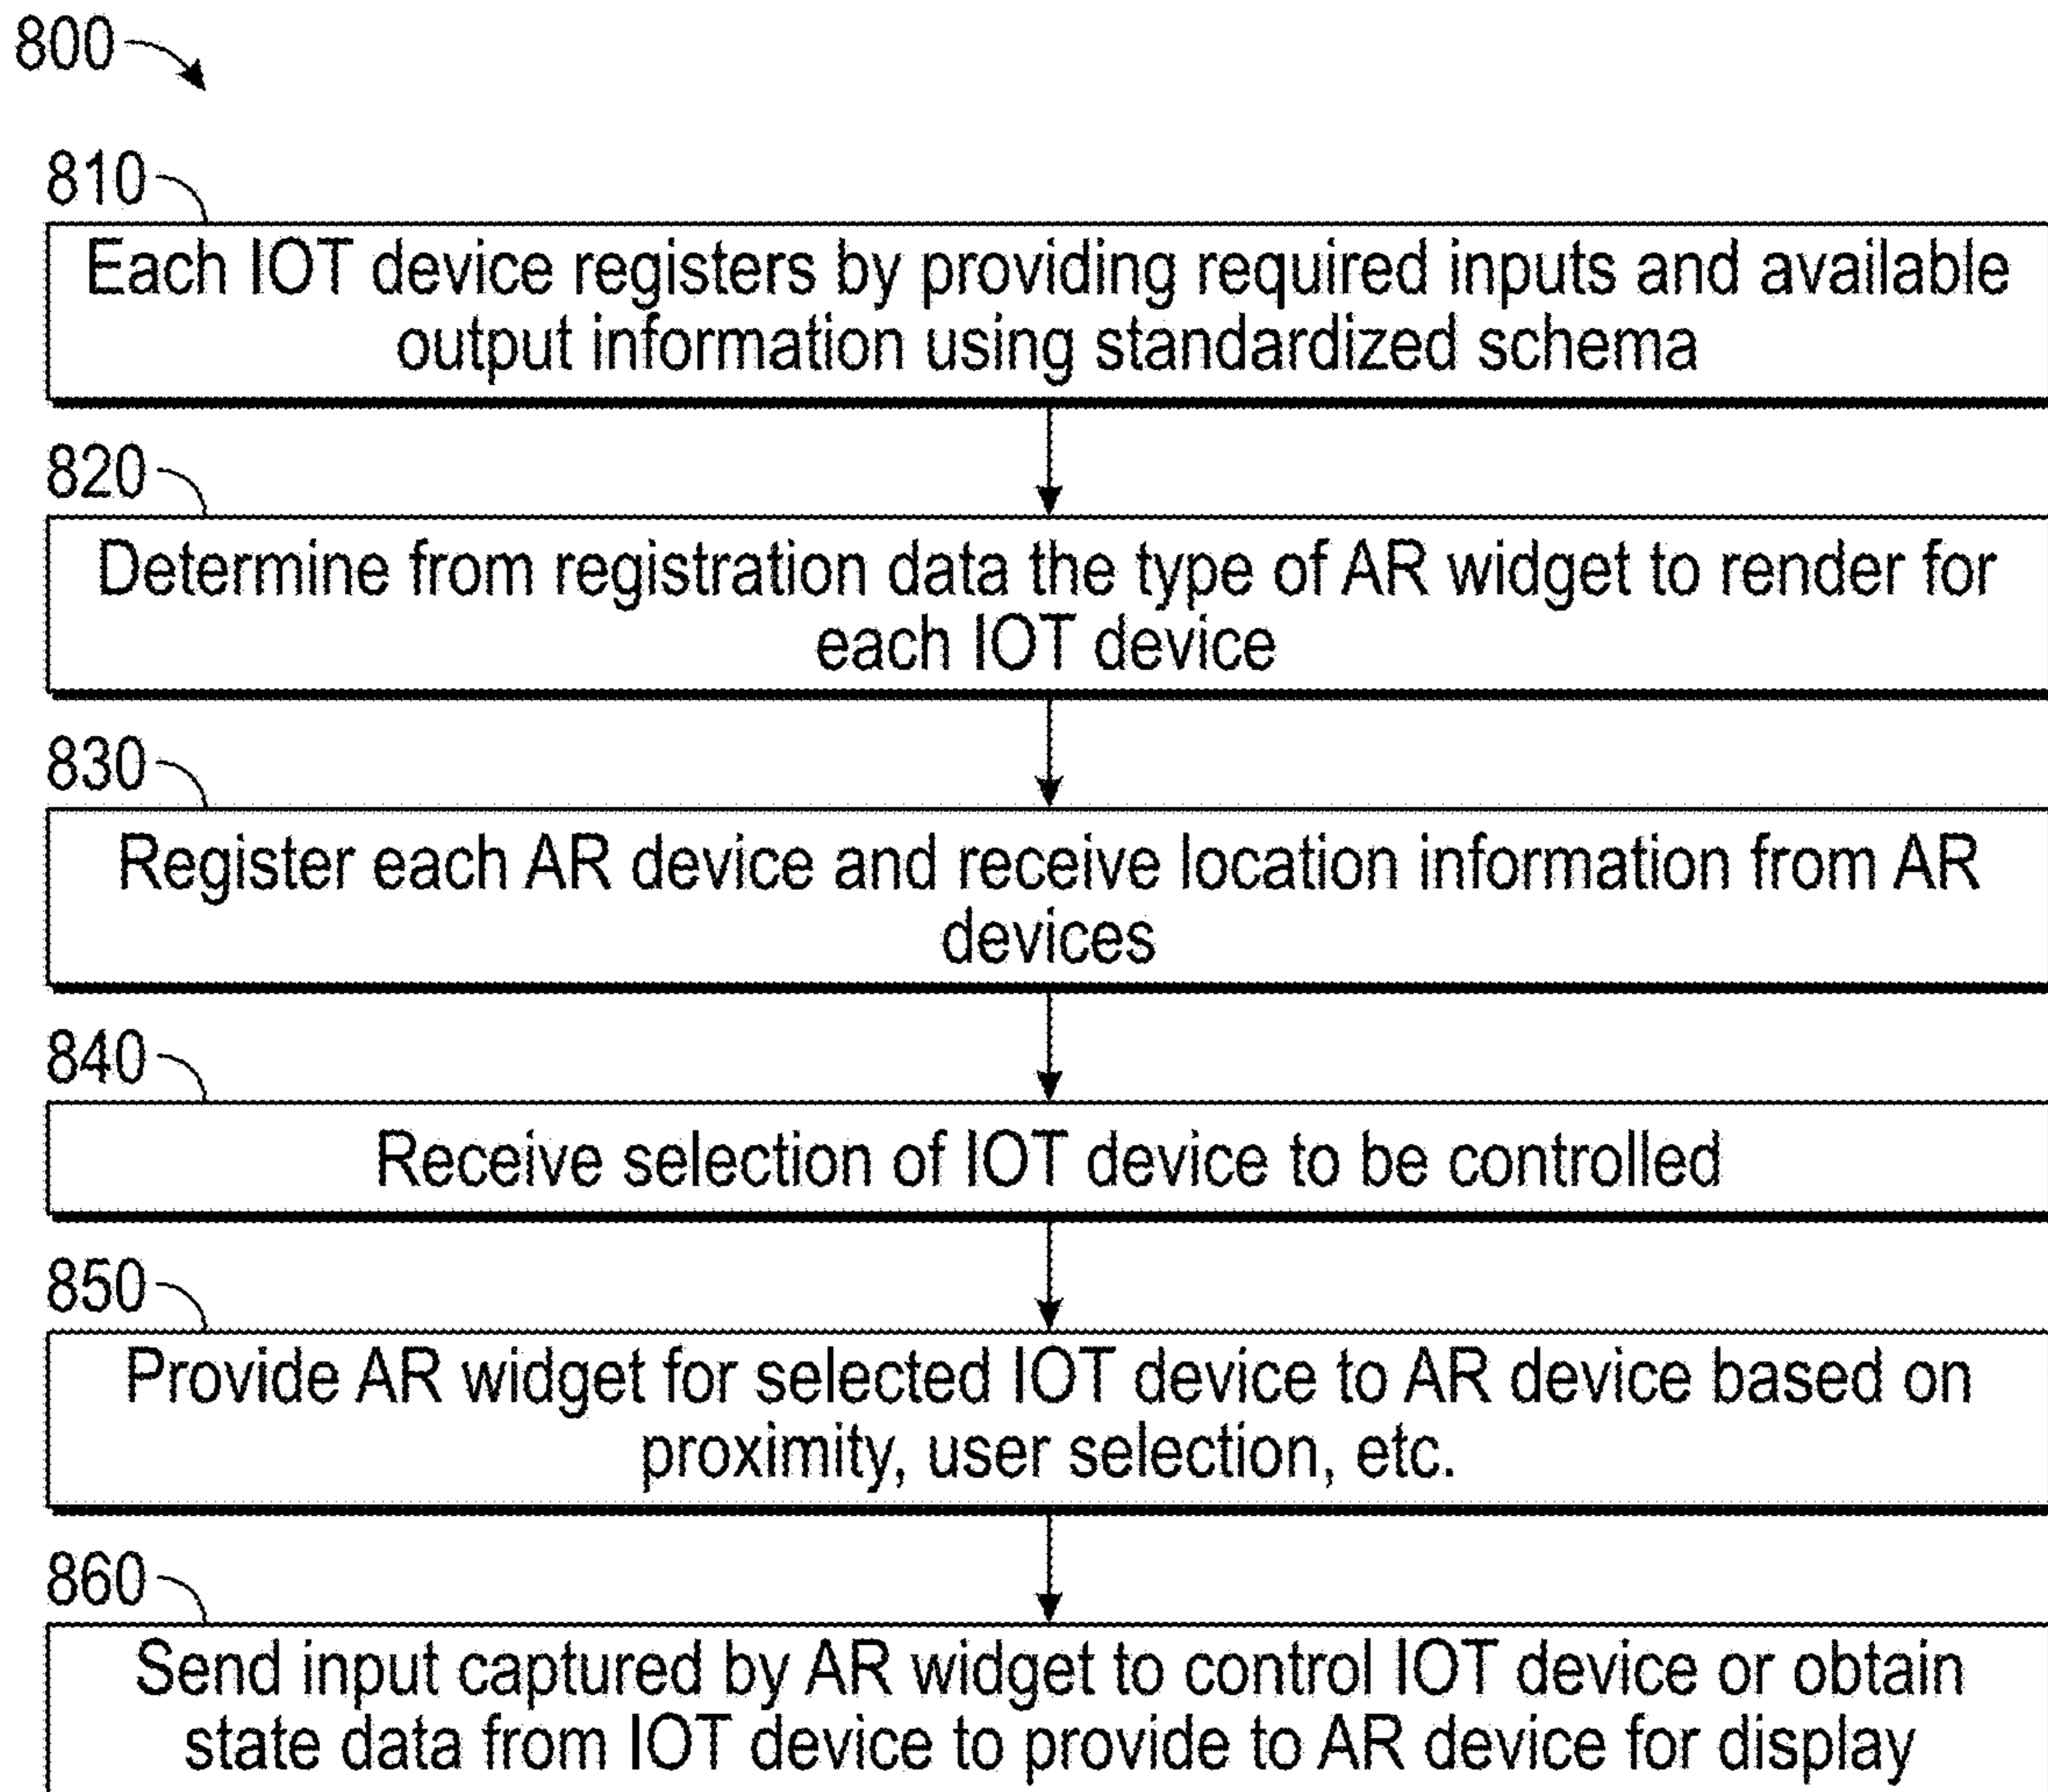 800
810
Each IOT device registers by providing required inputs and available
output information using standardized schema
820
Determine from registration data the type of AR widget to render for
each IOT device
830
Register each AR device and receive location information from AR
devices
840
Receive selection of IOT device to be controlled
850
Provide AR widget for selected IOT device to AR device based on
proximity, user selection, etc.
860
Send input captured by AR widget to control IOT device or obtain
state data from IOT device to provide to AR device for display